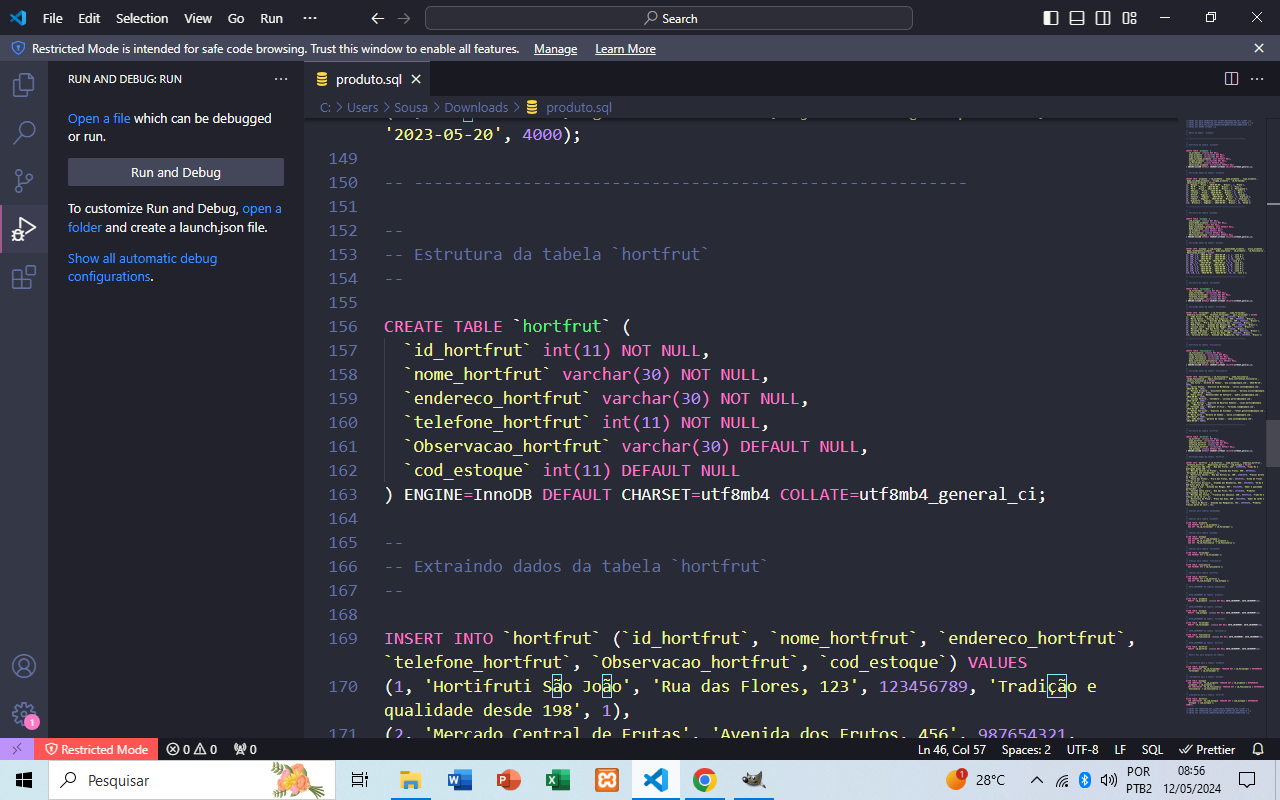 File Edit Selection View Go Run ··· Search
Restricted Mode is intended for safe code browsing. Trust this window to enable all features. Manage Learn More
RUN AND DEBUG: RUN ···
Open a file which can be debugged
or run.
Run and Debug
To customize Run and Debug, open a
folder and create a launch.json file.
Show all automatic debug
configurations.
1
produto.sql
C: > Users > Sousa > Downloads > produto.sql
'2023-05-20', 4000);
149
150 -- --------------------------------------------------------
151
152 --
153 -- Estrutura da tabela `hortfrut`
154 --
155
156 CREATE TABLE `hortfrut` (
157 `id_hortfrut` int(11) NOT NULL,
158 `nome_hortfrut` varchar(30) NOT NULL,
159 `endereco_hortfrut` varchar(30) NOT NULL,
160 `telefone_hortfrut` int(11) NOT NULL,
161 `Observacao_hortfrut` varchar(30) DEFAULT NULL,
162 `cod_estoque` int(11) DEFAULT NULL
163 ) ENGINE=InnoDB DEFAULT CHARSET=utf8mb4 COLLATE=utf8mb4_general_ci;
164
165 --
166 -- Extraindo dados da tabela `hortfrut`
167 --
168
169 INSERT INTO `hortfrut` (`id_hortfrut`, `nome_hortfrut`, `endereco_hortfrut`,
`telefone_hortfrut`, `Observacao_hortfrut`, `cod_estoque`) VALUES
170 (1, 'Hortifruti São João', 'Rua das Flores, 123', 123456789, 'Tradição e
qualidade desde 198', 1),
171 (2, 'Mercado Central de Frutas', 'Avenida dos Frutos, 456', 987654321,
Restricted Mode 0 0 0 Ln 46, Col 57 Spaces: 2 UTF-8 LF SQL Prettier
Pesquisar 1 28°C POR 08:56
PTB2 12/05/2024